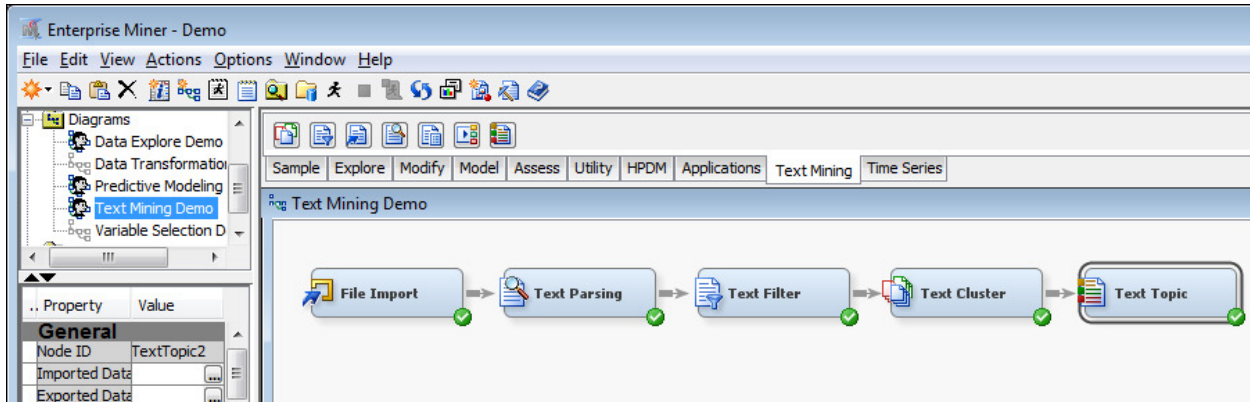 Enterprise Miner - Demo
File Edit View Actions Options Window Help
Diagrams
Data Explore Demo
Data Transformation
Predictive Modeling
Text Mining Demo
Variable Selection D
Sample Explore Modify Model Assess Utility HPDM Applications Text Mining Time Series
Text Mining Demo
File Import Text Parsing Text Filter Text Cluster Text Topic
.. Property Value
General
Node ID TextTopic2
Imported Data ...
Exported Data ...